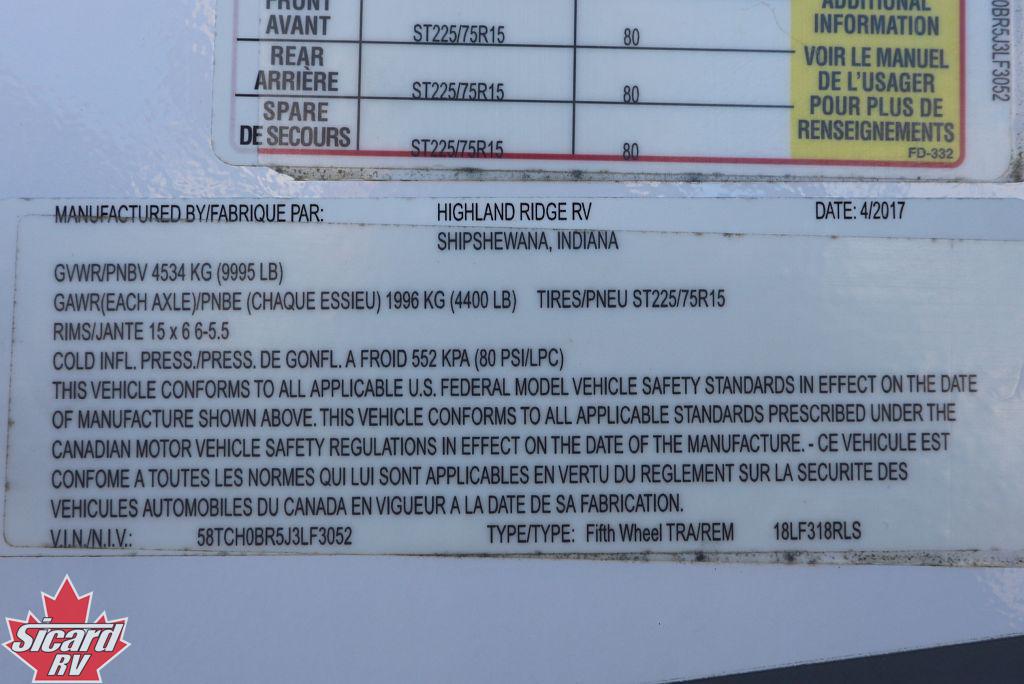 FRONT
AVANT ST225/75R15 80
REAR
ARRIÈRE ST225/75R15 80
SPARE
DE SECOURS ST225/75R15 80
ADDITIONAL
INFORMATION
VOIR LE MANUEL
DE L'USAGER
POUR PLUS DE
RENSEIGNEMENTS
FD-332
0BR5J3LF3052
MANUFACTURED BY/FABRIQUE PAR: HIGHLAND RIDGE RV DATE: 4/2017
SHIPSHEWANA, INDIANA
GVWR/PNBV 4534 KG (9995 LB)
GAWR(EACH AXLE)/PNBE (CHAQUE ESSIEU) 1996 KG (4400 LB) TIRES/PNEU ST225/75R15
RIMS/JANTE 15 x 6 6-5.5
COLD INFL. PRESS./PRESS. DE GONFL. A FROID 552 KPA (80 PSI/LPC)
THIS VEHICLE CONFORMS TO ALL APPLICABLE U.S. FEDERAL MODEL VEHICLE SAFETY STANDARDS IN EFFECT ON THE DATE
OF MANUFACTURE SHOWN ABOVE. THIS VEHICLE CONFORMS TO ALL APPLICABLE STANDARDS PRESCRIBED UNDER THE
CANADIAN MOTOR VEHICLE SAFETY REGULATIONS IN EFFECT ON THE DATE OF THE MANUFACTURE. - CE VEHICULE EST
CONFOME A TOUTES LES NORMES QUI LUI SONT APPLICABLES EN VERTU DU REGLEMENT SUR LA SECURITE DES
VEHICULES AUTOMOBILES DU CANADA EN VIGUEUR A LA DATE DE SA FABRICATION.
V.I.N./N.I.V.: 58TCH0BR5J3LF3052 TYPE/TYPE: Fifth Wheel TRA/REM 18LF318RLS
Sicard
RV